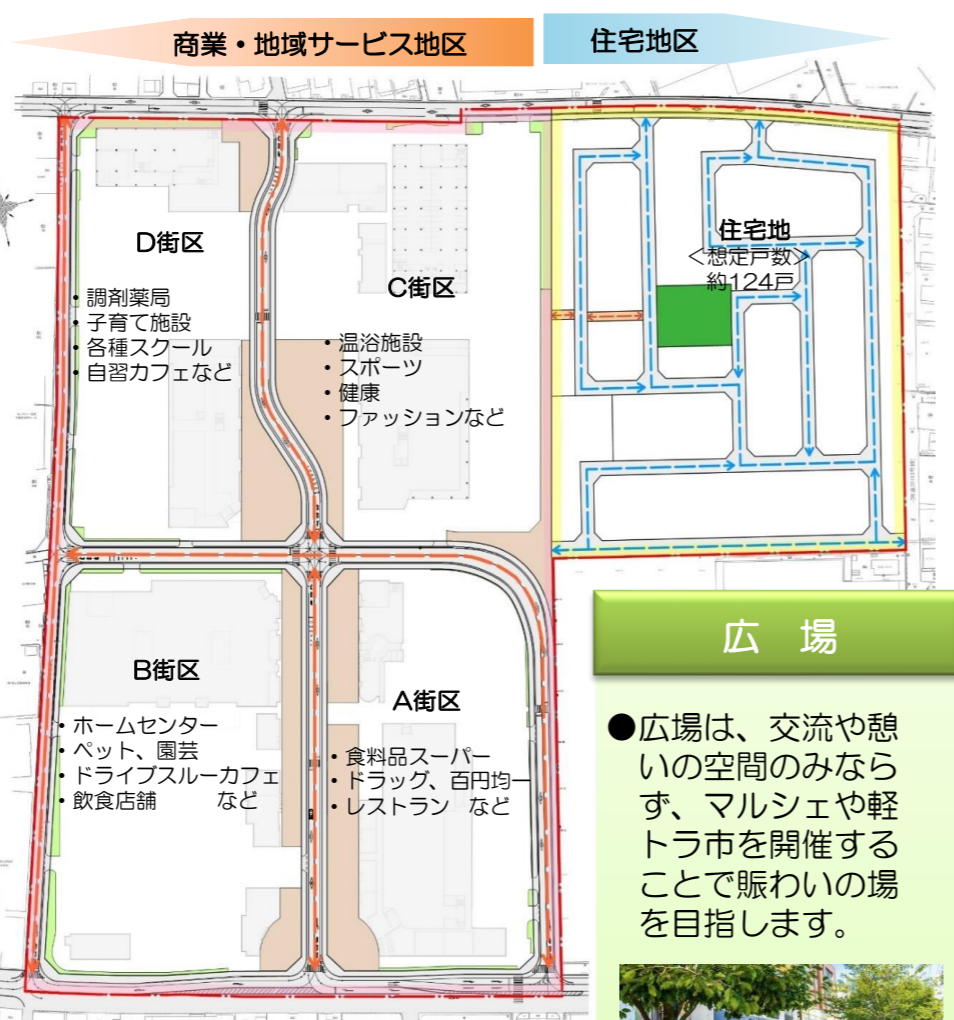 商業・地域サービス地区
住宅地区
D街区
・調剤薬局
・子育て施設
・各種スクール
・自習カフェなど
C街区
・温浴施設
・スポーツ
・健康
・ファッションなど
住宅地
＜想定戸数＞
約124戸
B街区
・ホームセンター
・ペット、園芸
・ドライブスルーカフェ
・飲食店舗　　など
A街区
・食料品スーパー
・ドラッグ、百円均一
・レストラン　など
広　場
●広場は、交流や憩
いの空間のみなら
ず、マルシェや軽
トラ市を開催する
ことで賑わいの場
を目指します。